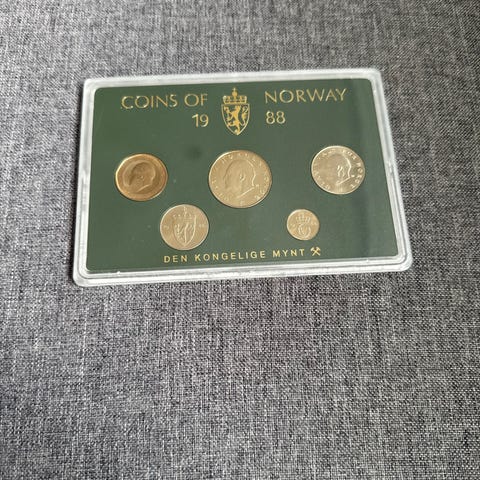 COINS OF NORWAY
19 88
DEN KONGELIGE MYNT